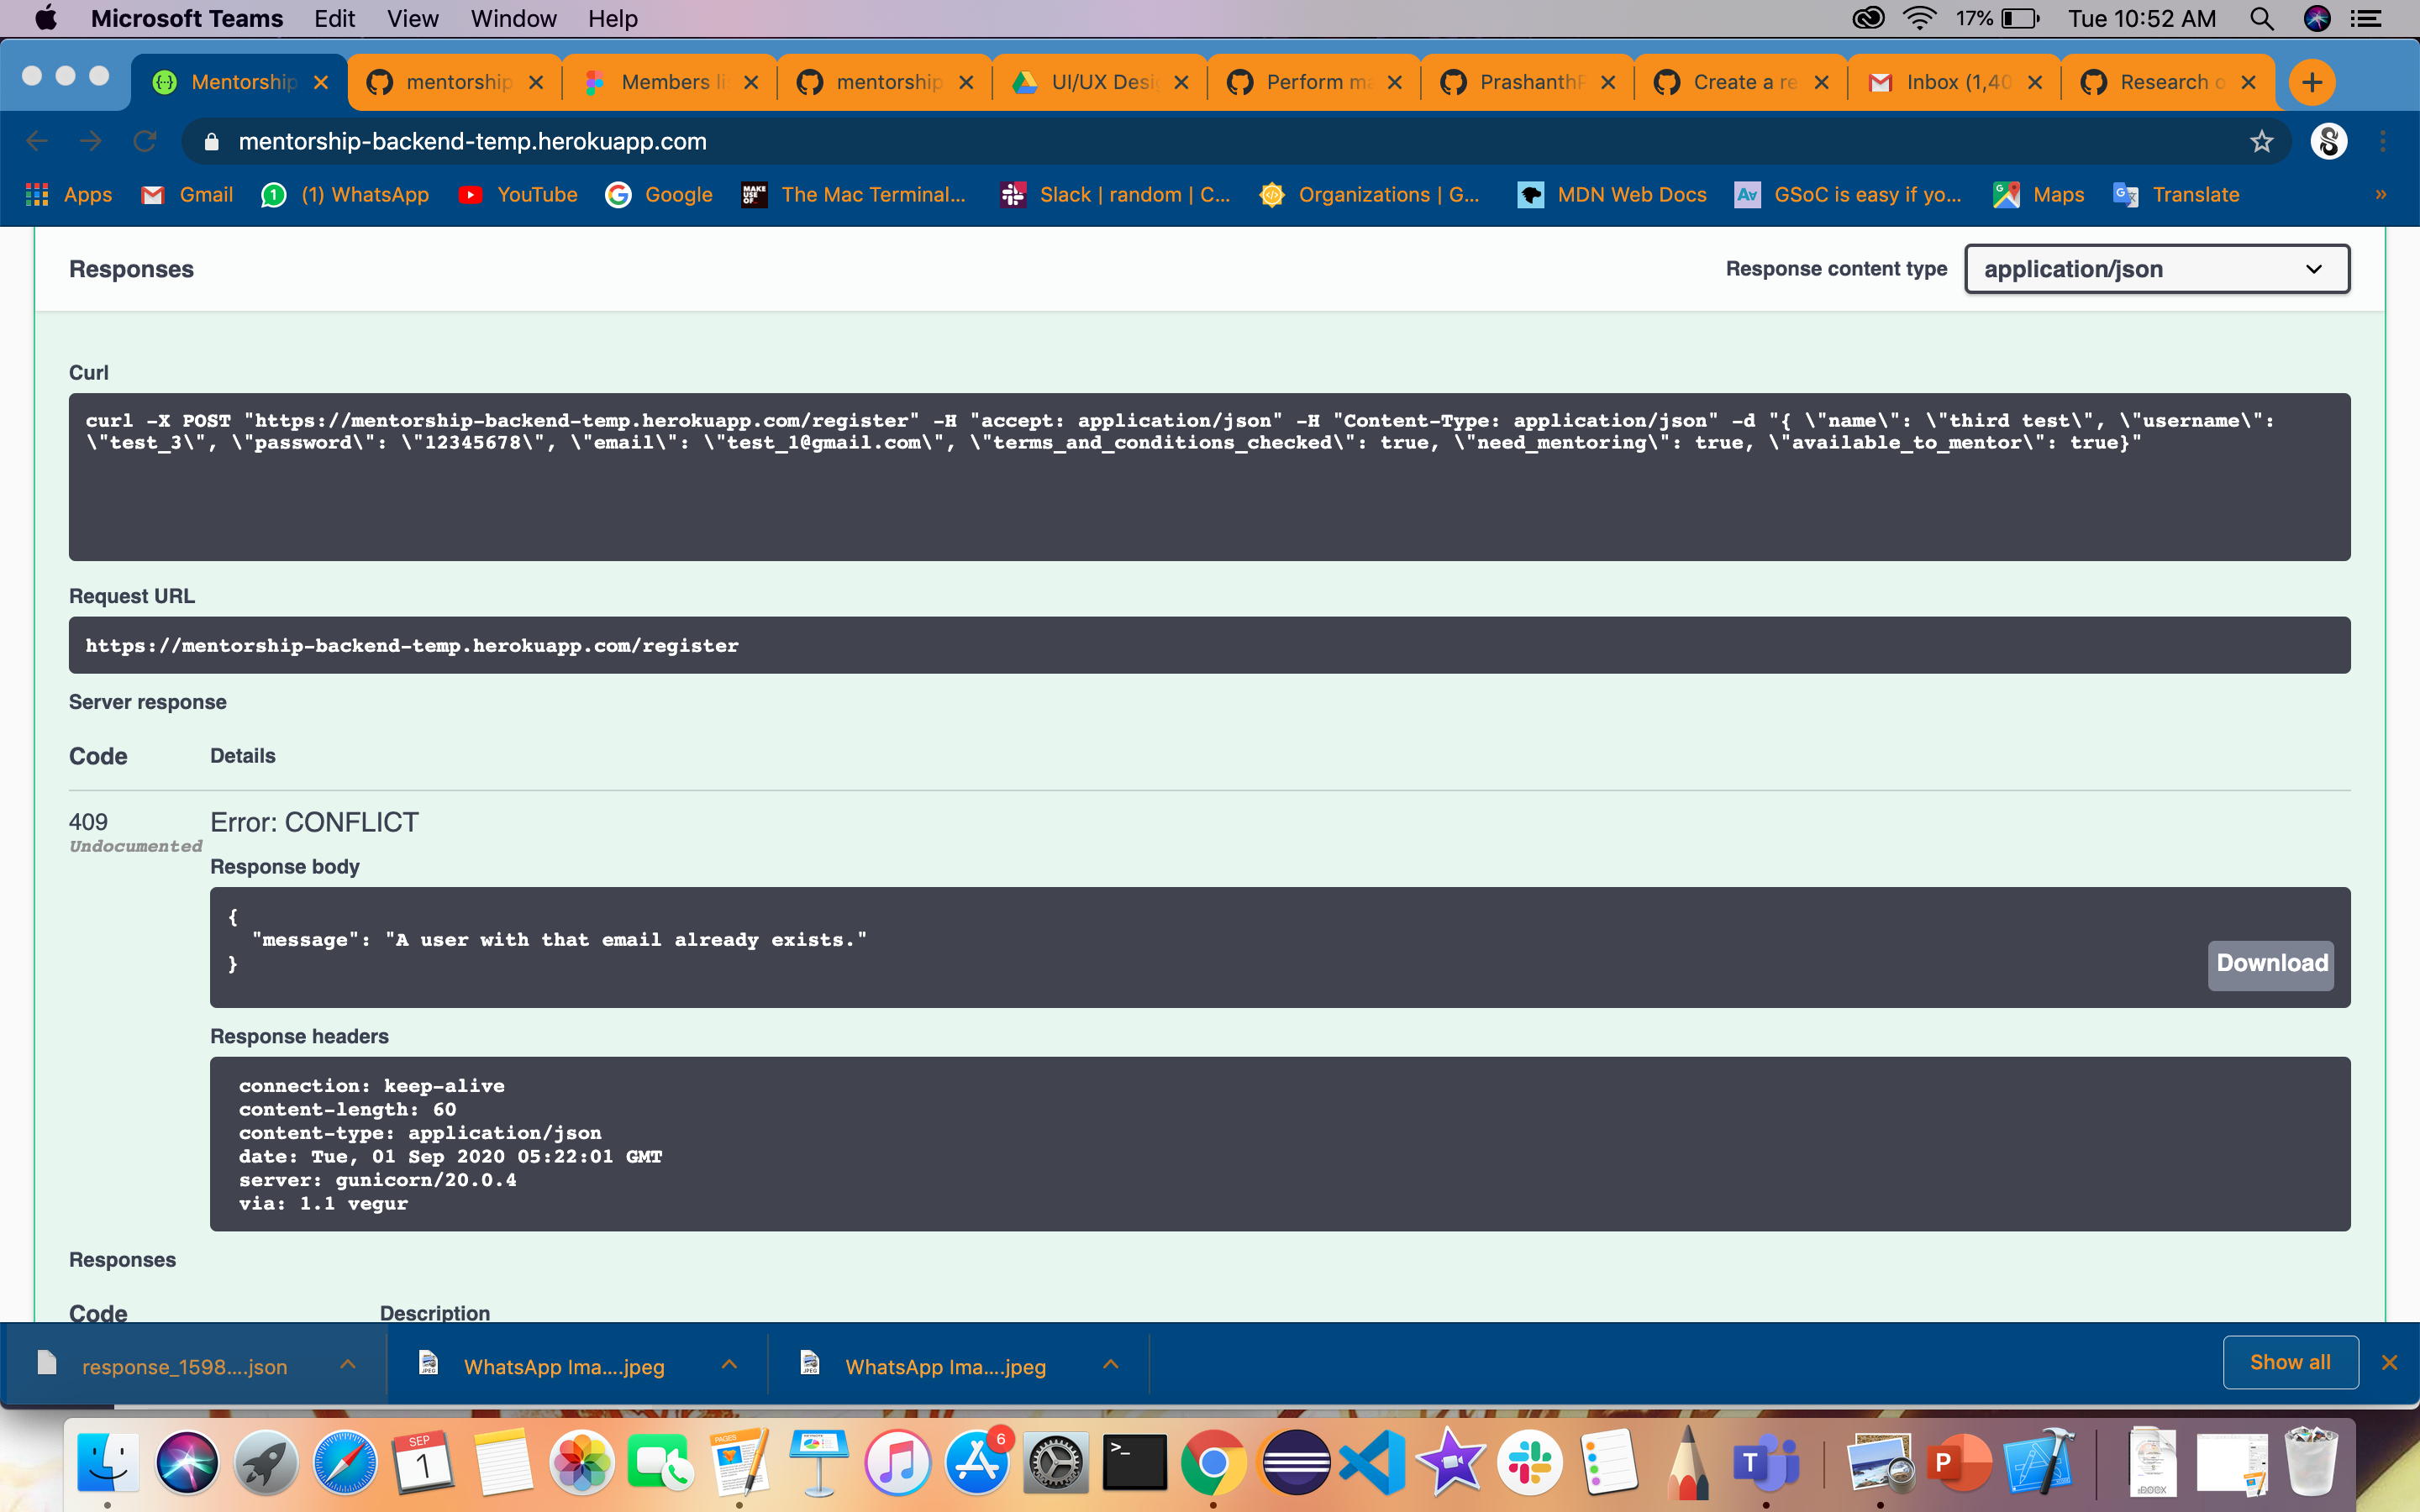 Microsoft Teams Edit View Window Help 17% Tue 10:52 AM
Mentorship mentorship Members li mentorship UI/UX Desi Perform ma PrashanthP Create a re Inbox (1,40 Research o
mentorship-backend-temp.herokuapp.com
Apps Gmail (1) WhatsApp YouTube Google The Mac Terminal... Slack | random | C... Organizations | G... MDN Web Docs GSoC is easy if yo... Maps Translate »
Responses Response content type application/json
Curl
curl -X POST "https://mentorship-backend-temp.herokuapp.com/register" -H "accept: application/json" -H "Content-Type: application/json" -d "{ \"name\": \"third test\", \"username\":
\"test_3\", \"password\": \"12345678\", \"email\": \"test_1@gmail.com\", \"terms_and_conditions_checked\": true, \"need_mentoring\": true, \"available_to_mentor\": true}"
Request URL
https://mentorship-backend-temp.herokuapp.com/register
Server response
Code Details
409 Error: CONFLICT
Undocumented
Response body
{
"message": "A user with that email already exists."
}
Download
Response headers
connection: keep-alive
content-length: 60
content-type: application/json
date: Tue, 01 Sep 2020 05:22:01 GMT
server: gunicorn/20.0.4
via: 1.1 vegur
Responses
Code Description
response_1598....json WhatsApp Ima....jpeg WhatsApp Ima....jpeg Show all
SEP
1
PAGES
6
T
P
.DOCX